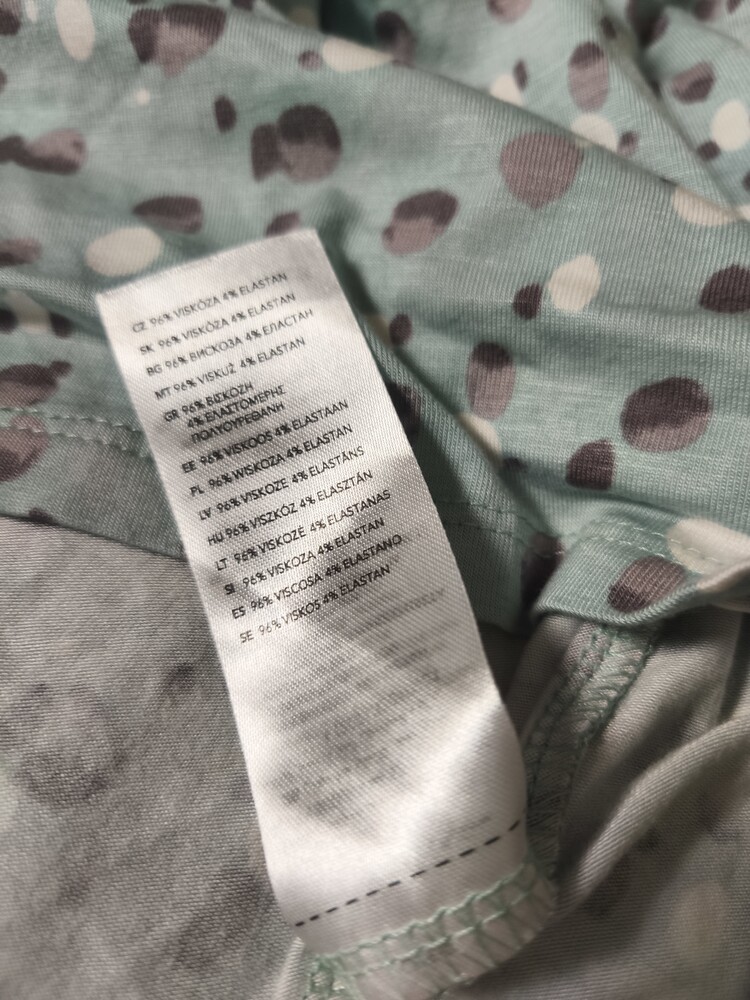 CZ 96% VISKÓZA 4% ELASTAN
SK 96% VISKÓZA 4% ELASTAN
BG 96% ВИСКОЗА 4% ЕЛАСТАН
MT 96% VISKUŻ 4% ELASTAN
GR 96% ΒΙΣΚΟΖΗ
4% ΕΛΑΣΤΟΜΕΡΗΣ
ΠΟΛΥΟΥΡΕΘΑΝΗ
EE 96% VISKOOS 4% ELASTAAN
PL 96% WISKOZA 4% ELASTAN
LV 96% VISKOZE 4% ELASTĀNS
HU 96% VISZKÓZ 4% ELASZTÁN
LT 96% VISKOZĖ 4% ELASTANAS
SI 96% VISKOZA 4% ELASTAN
ES 96% VISCOSA 4% ELASTANO
SE 96% VISKOS 4% ELASTAN